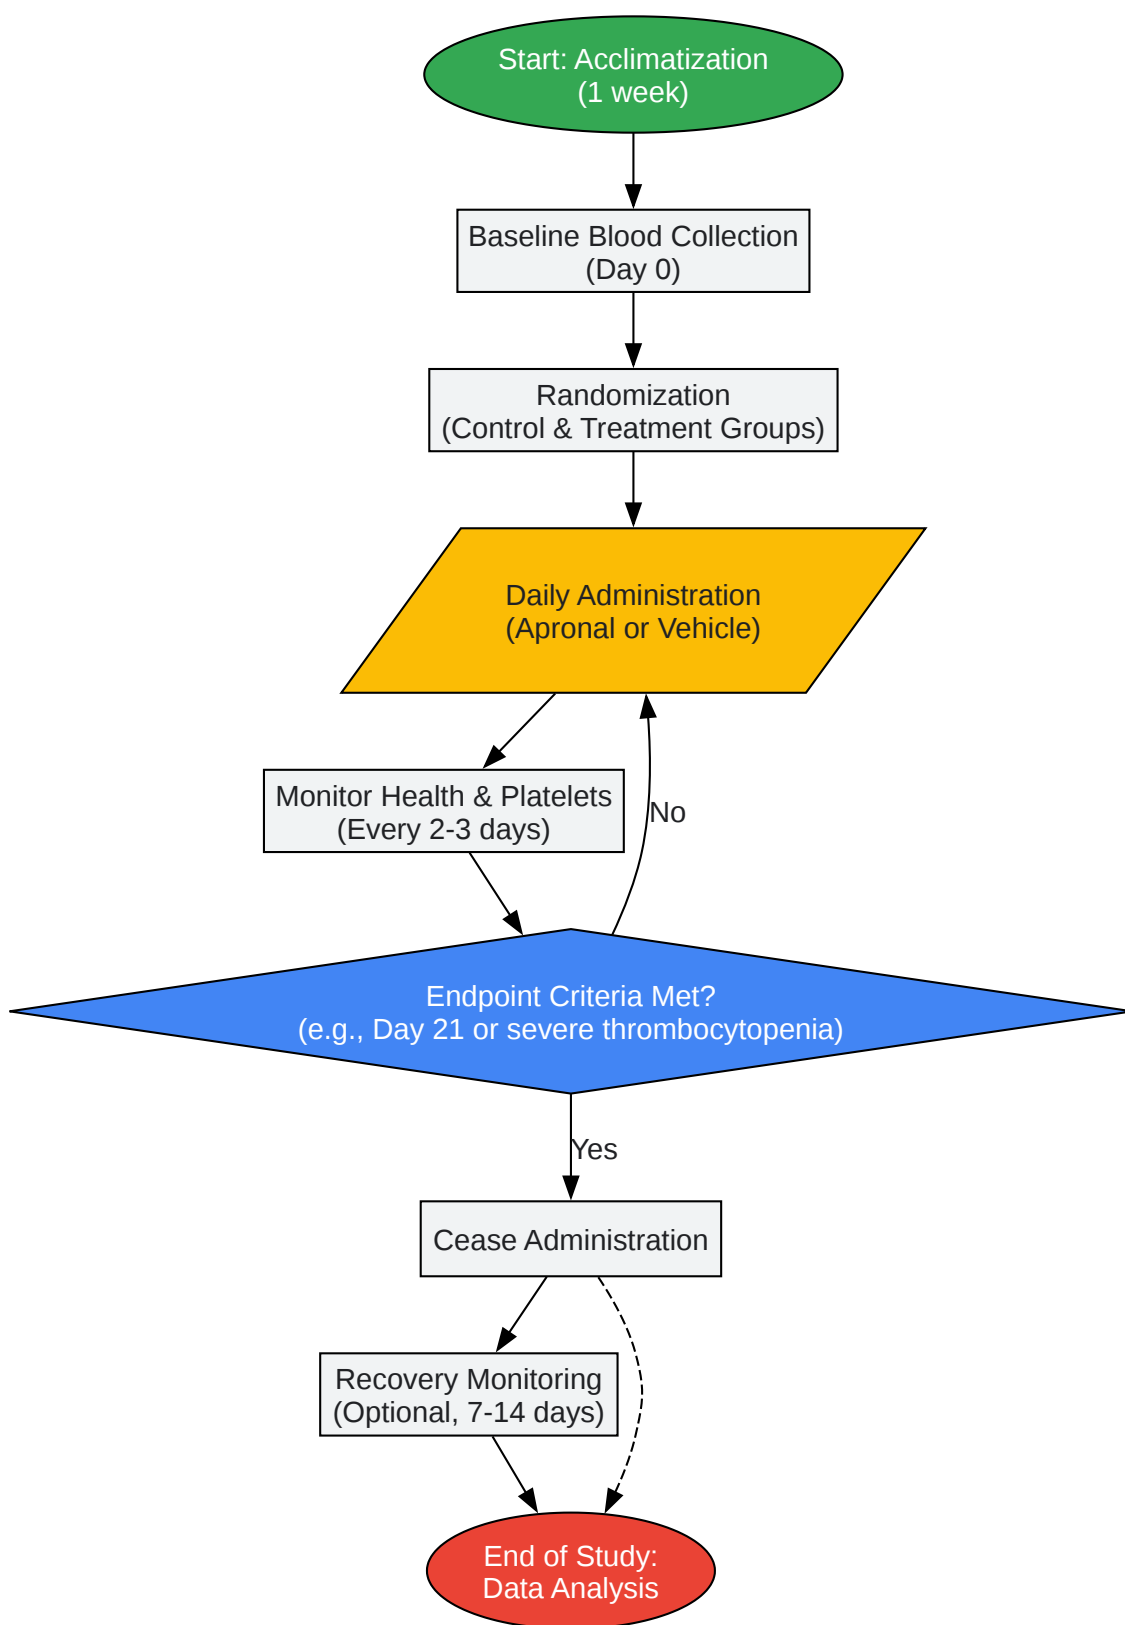 Start: Acclimatization
(1 week)
Baseline Blood Collection
(Day 0)
Randomization
(Control & Treatment Groups)
Daily Administration
(Apronal or Vehicle)
Monitor Health & Platelets
(Every 2-3 days)
No
Endpoint Criteria Met?
(e.g., Day 21 or severe thrombocytopenia)
Yes
Cease Administration
Recovery Monitoring
(Optional, 7-14 days)
End of Study:
Data Analysis